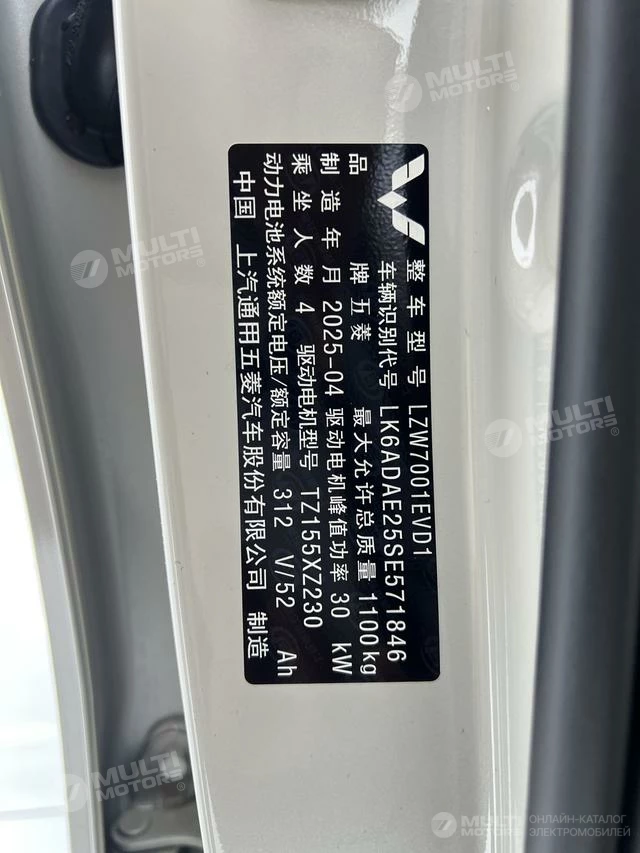 整车型号 LZW7001EVD1
车辆识别代号 LK6ADAE25SE571846
品牌 五菱 最大允许总质量 1100kg
制造年月 2025-04 驱动电机峰值功率 30 kW
乘坐人数 4 驱动电机型号 TZ155XZ230
动力电池系统额定电压/额定容量 312 V/52 Ah
中国 上汽通用五菱汽车股份有限公司 制造
MULTI MOTORS
MULTI MOTORS
MULTI MOTORS
MULTI MOTORS
MULTI MOTORS
MULTI MOTORS
ОНЛАЙН-КАТАЛОГ
ЭЛЕКТРОМОБИЛЕЙ